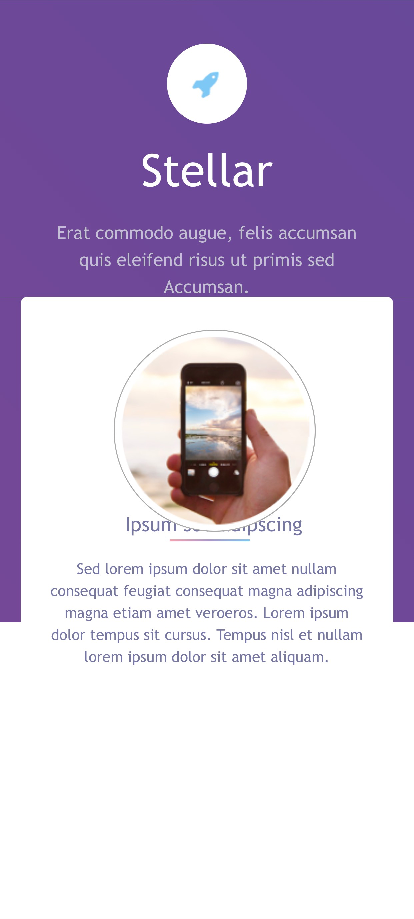 Stellar
Erat commodo augue, felis accumsan
quis eleifend risus ut primis sed
Accumsan.
Ipsum
Sed lorem ipsum dolor sit amet nullam
consequat feugiat consequat magna adipiscing
magna etiam amet veroeros. Lorem ipsum
dolor tempus sit cursus. Tempus nisl et nullam
lorem ipsum dolor sit amet aliquam.